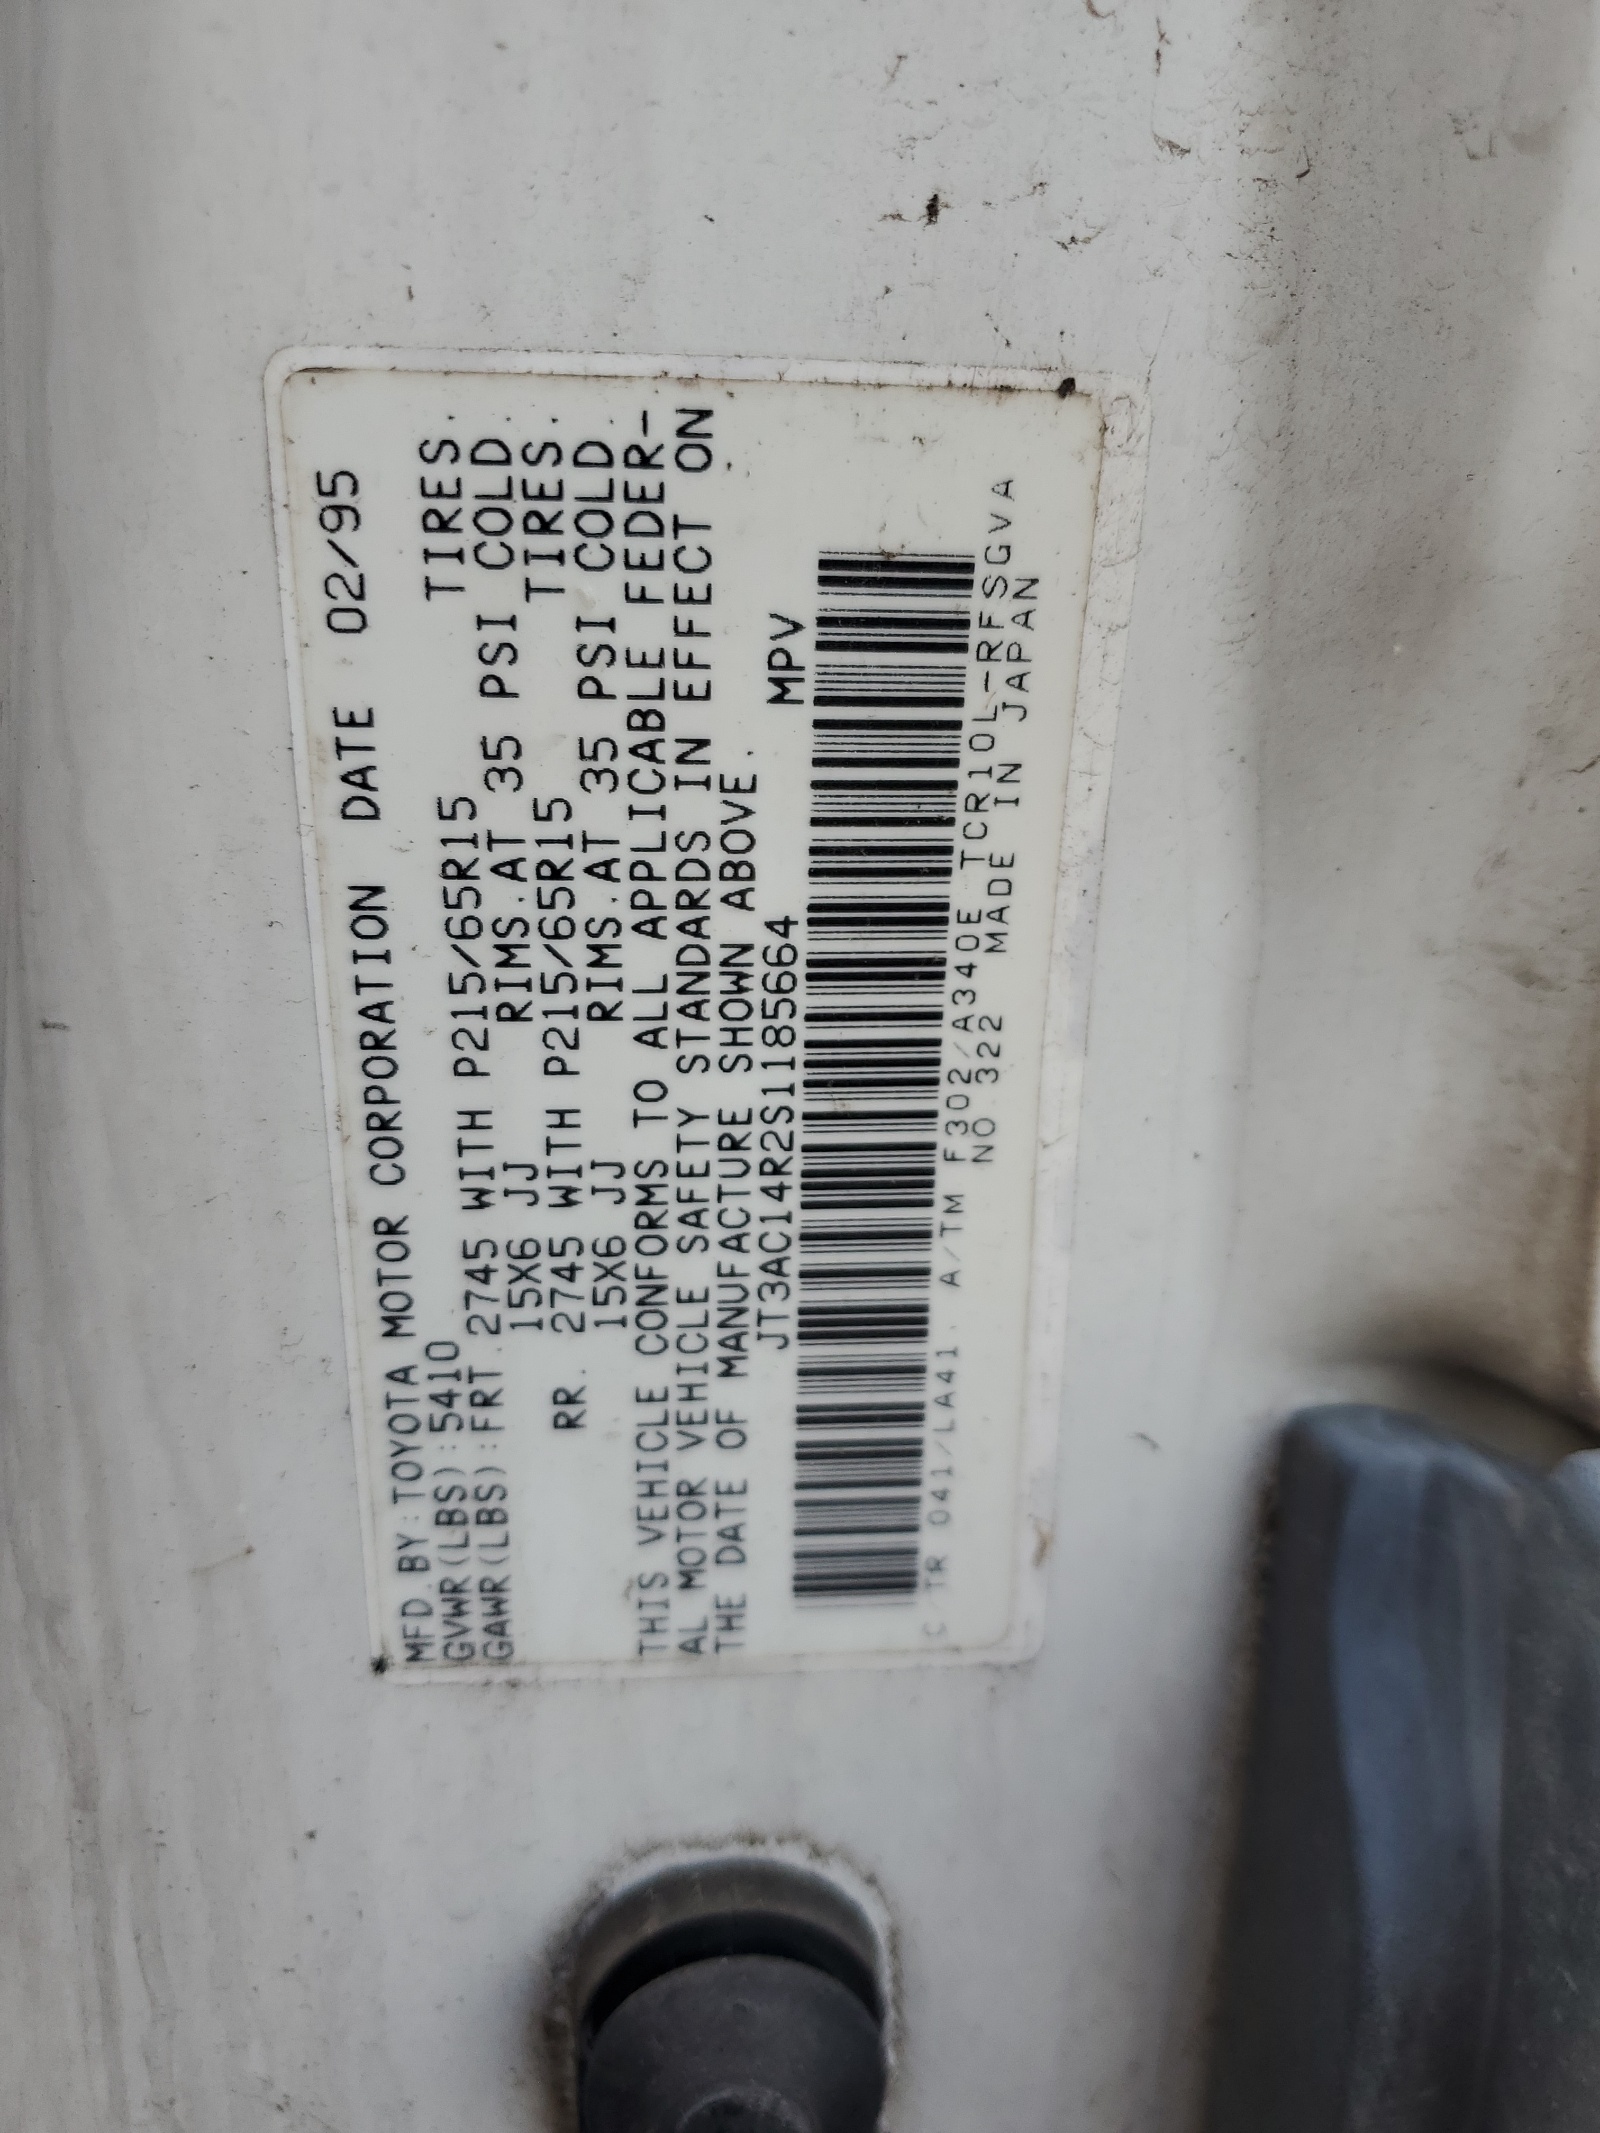 MFD.BY:TOYOTA MOTOR CORPORATION DATE 02/95
GVWR(LBS):5410
GAWR(LBS):FRT.2745 WITH P215/65R15 TIRES.
15X6 JJ RIMS.AT 35 PSI COLD.
RR. 2745 WITH P215/65R15 TIRES.
15X6 JJ RIMS.AT 35 PSI COLD.
THIS VEHICLE CONFORMS TO ALL APPLICABLE FEDER-
AL MOTOR VEHICLE SAFETY STANDARDS IN EFFECT ON
THE DATE OF MANUFACTURE SHOWN ABOVE.
JT3AC14R2S1185664 MPV
C/TR 041/LA41. A/TM F302/A340E TCR10L-RFSGVA
NO.322 MADE IN JAPAN